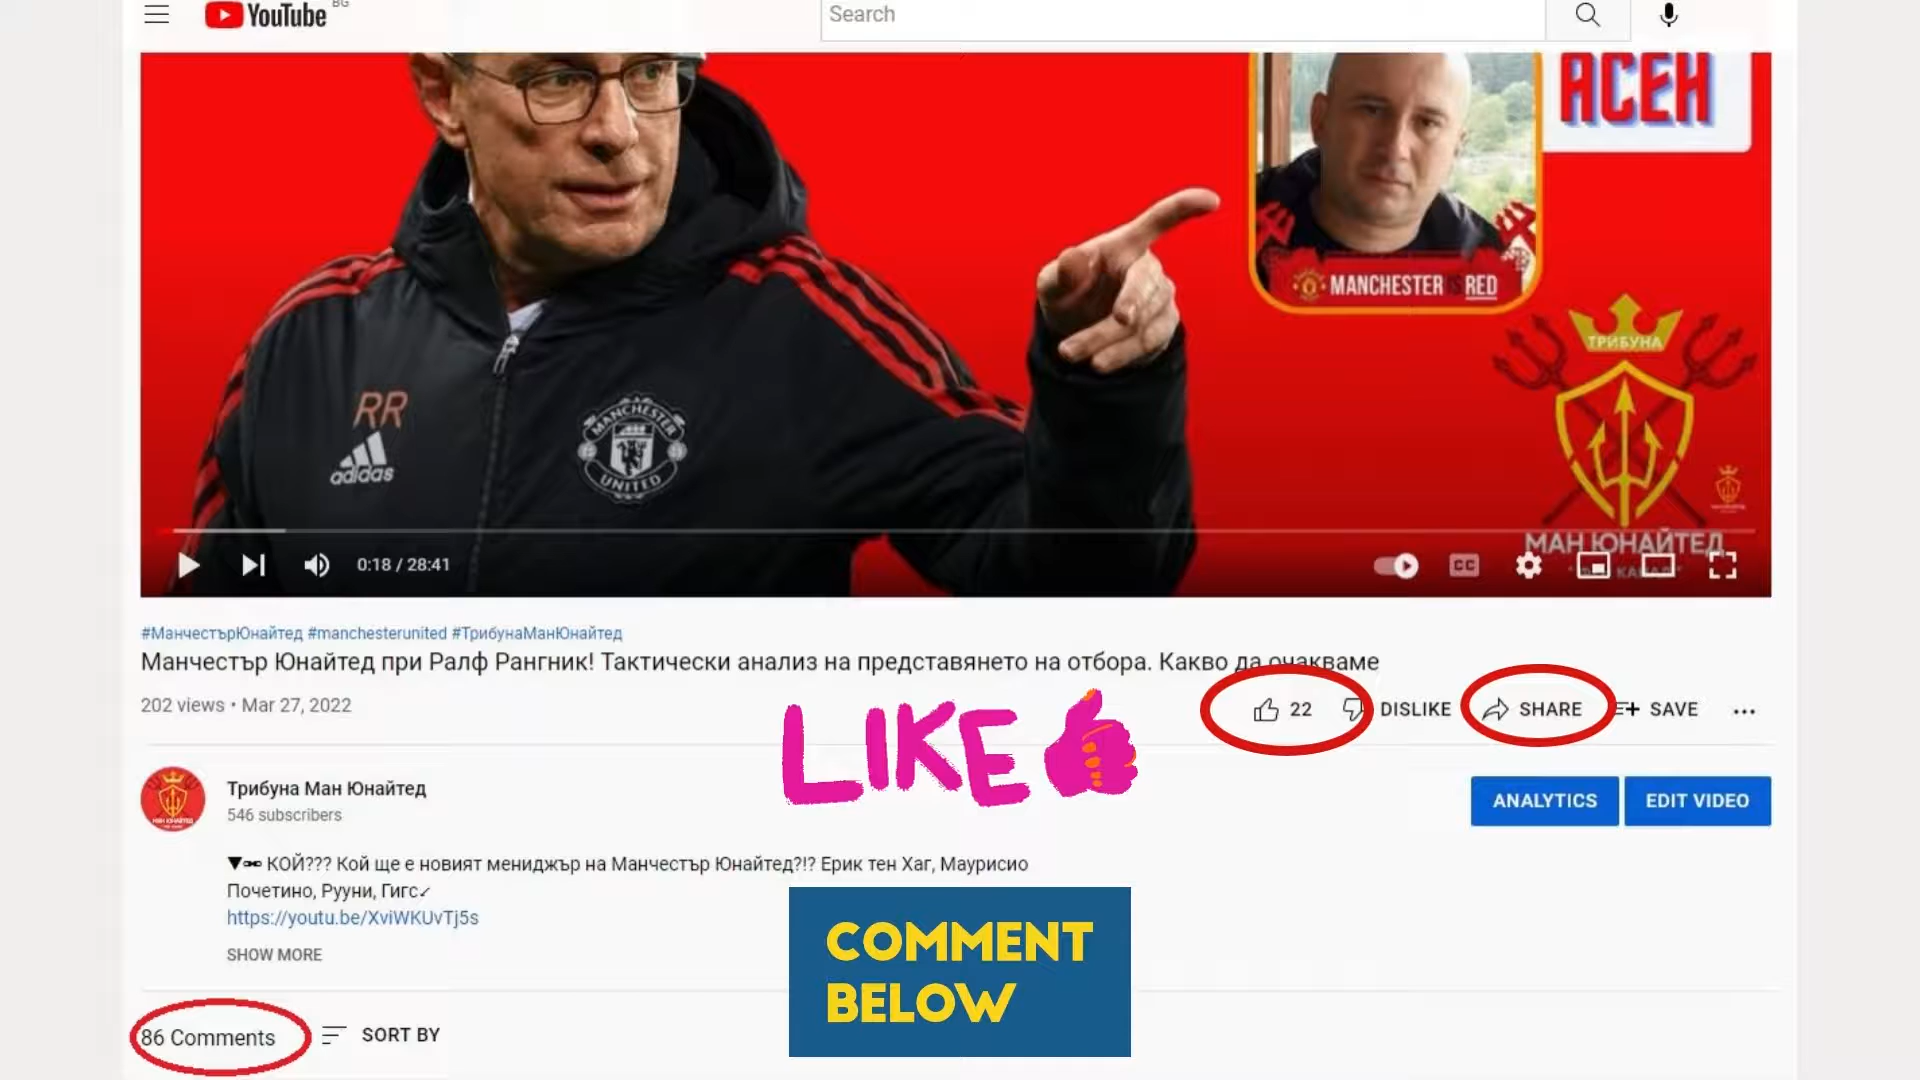 YouTube BG
Search
АСЕН
MANCHESTER IS RED
ТРИБУНА
RR
adidas
MANCHESTER
UNITED
МАН ЮНАЙТЕД
0:18 / 28:41
CC
#МанчестърЮнайтед #manchesterunited #ТрибунаМанЮнайтед
Манчестър Юнайтед при Ралф Рангник! Тактически анализ на представянето на отбора. Какво да очакваме
202 views • Mar 27, 2022
LIKE
22
DISLIKE
SHARE
SAVE
Трибуна Ман Юнайтед
546 subscribers
ANALYTICS
EDIT VIDEO
КОЙ??? Кой ще е новият мениджър на Манчестър Юнайтед?!? Ерик тен Хаг, Маурисио
Почетино, Рууни, Гигс✓
https://youtu.be/XviWKUvTj5s
SHOW MORE
COMMENT
BELOW
86 Comments
SORT BY